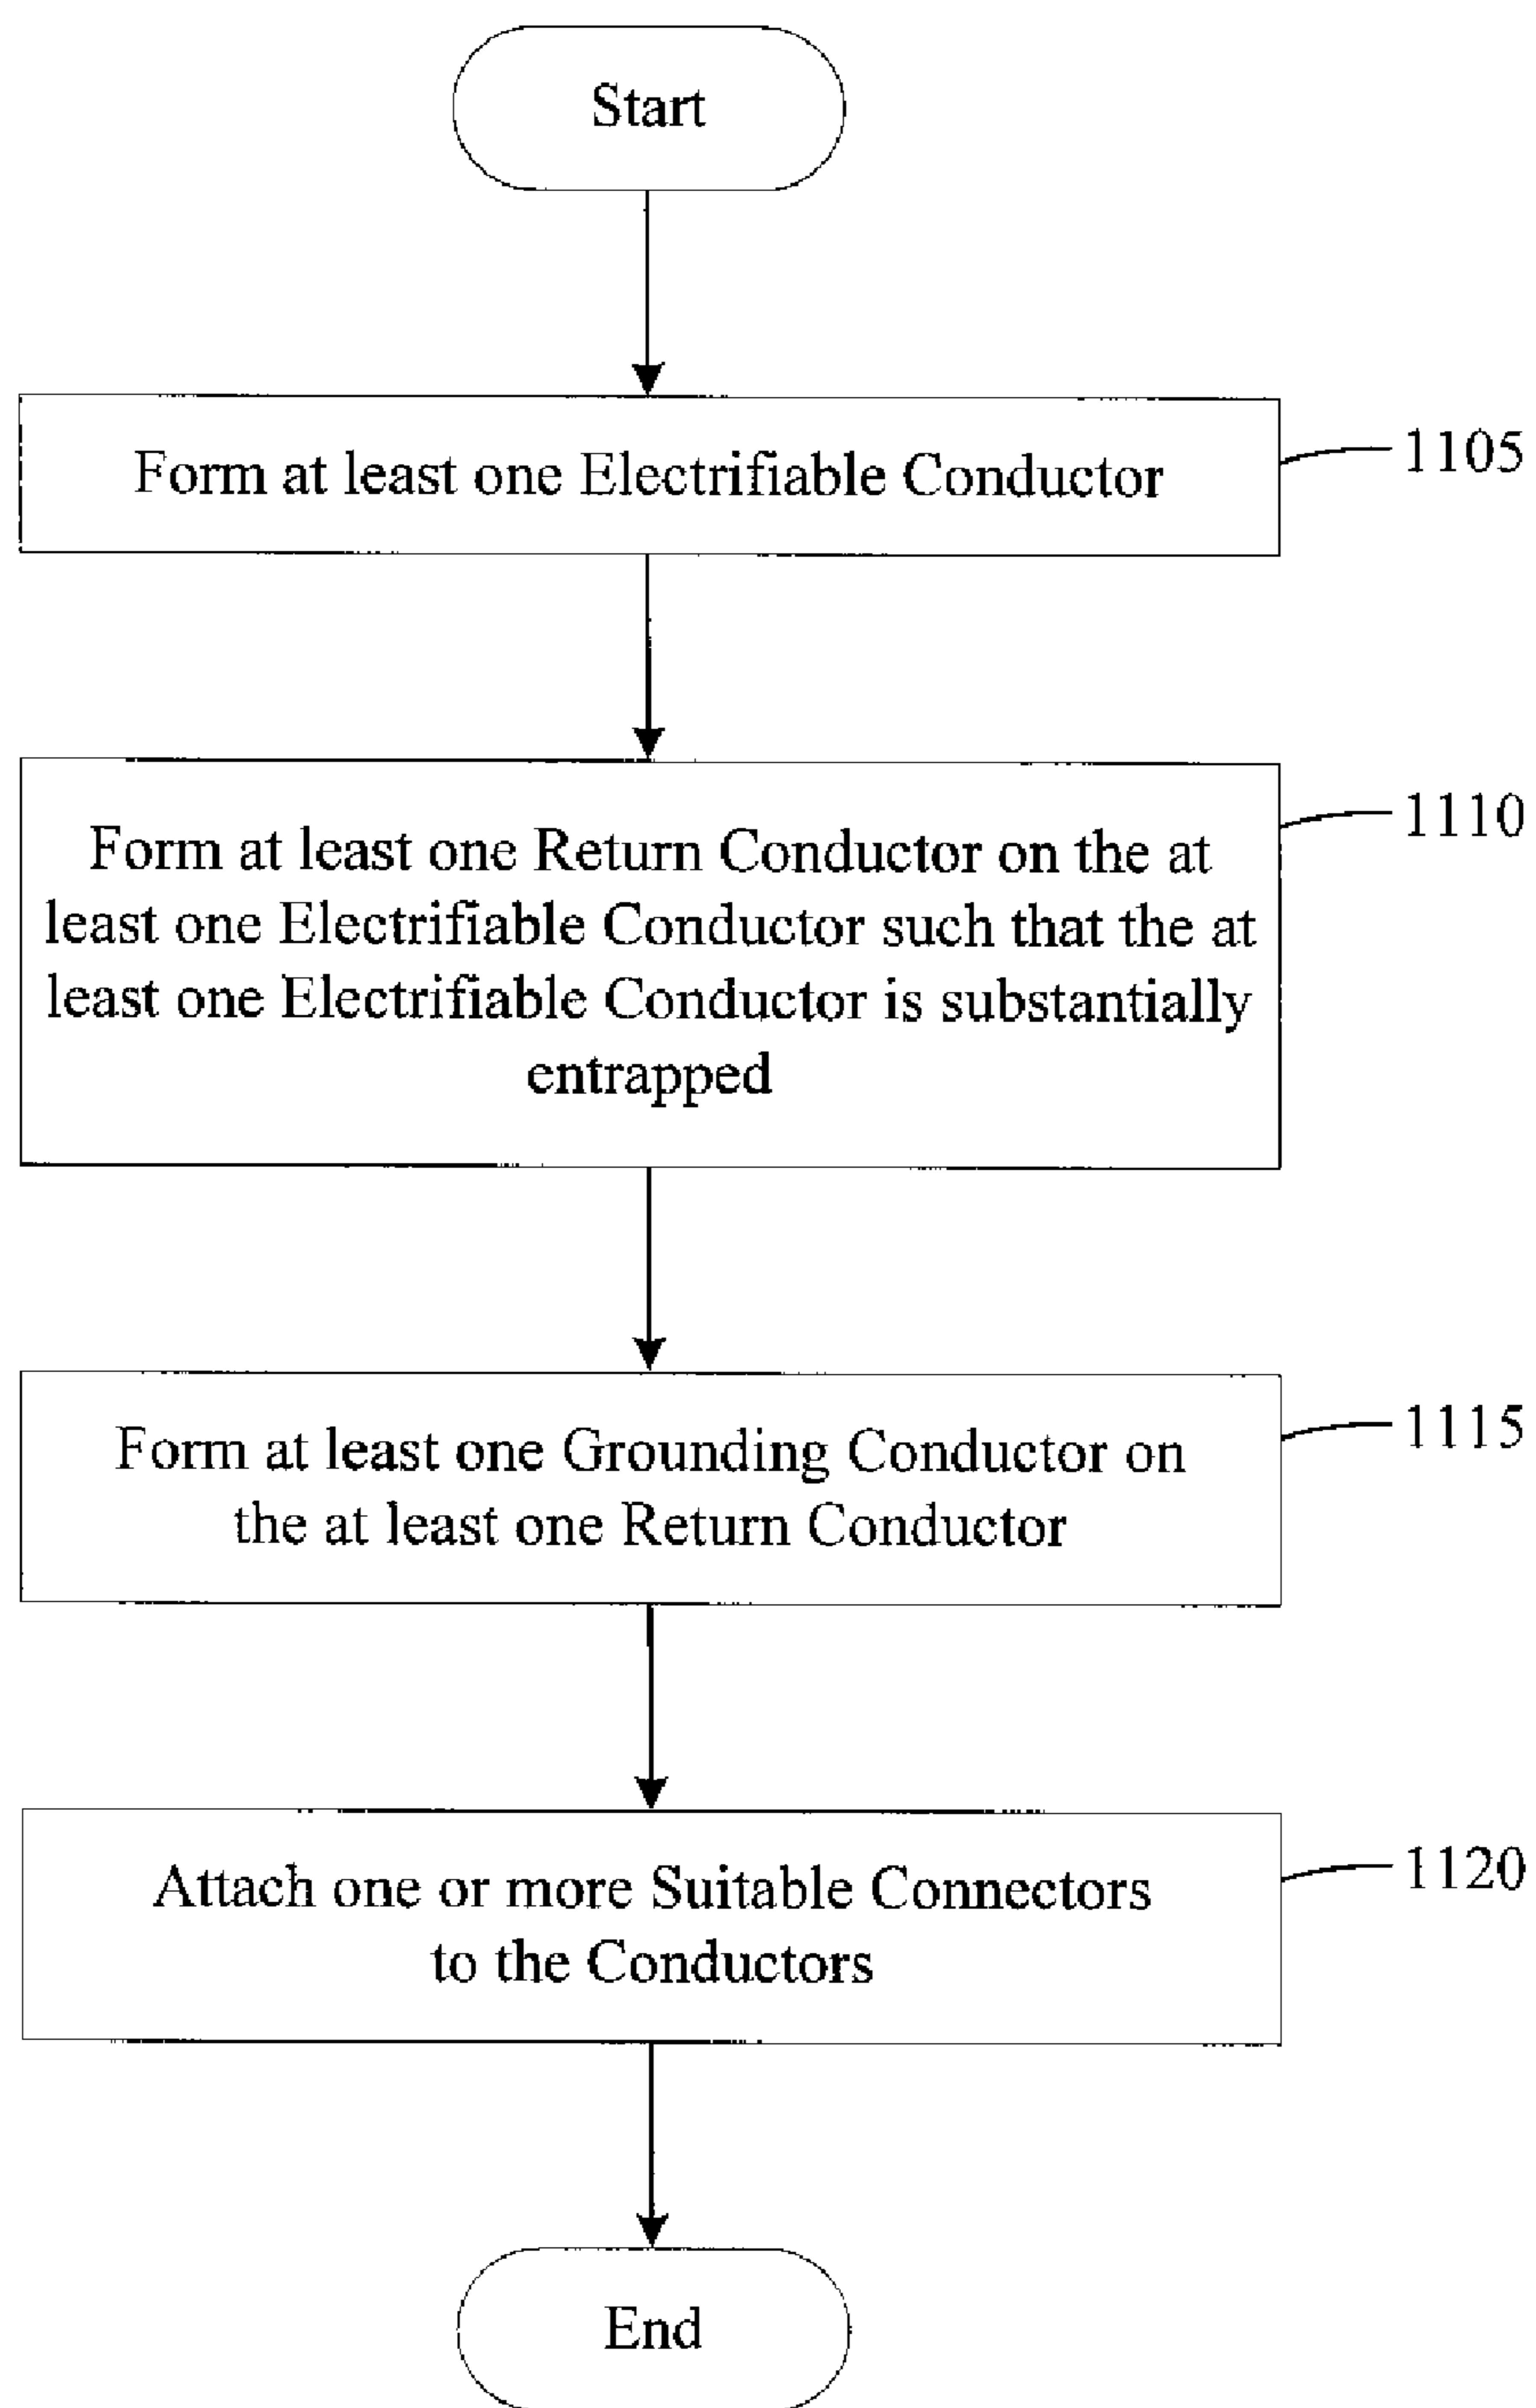 Start
Form at least one Electrifiable Conductor
1105
Form at least one Return Conductor on the at
least one Electrifiable Conductor such that the at
least one Electrifiable Conductor is substantially
entrapped
1110
Form at least one Grounding Conductor on
the at least one Return Conductor
1115
Attach one or more Suitable Connectors
to the Conductors
1120
End